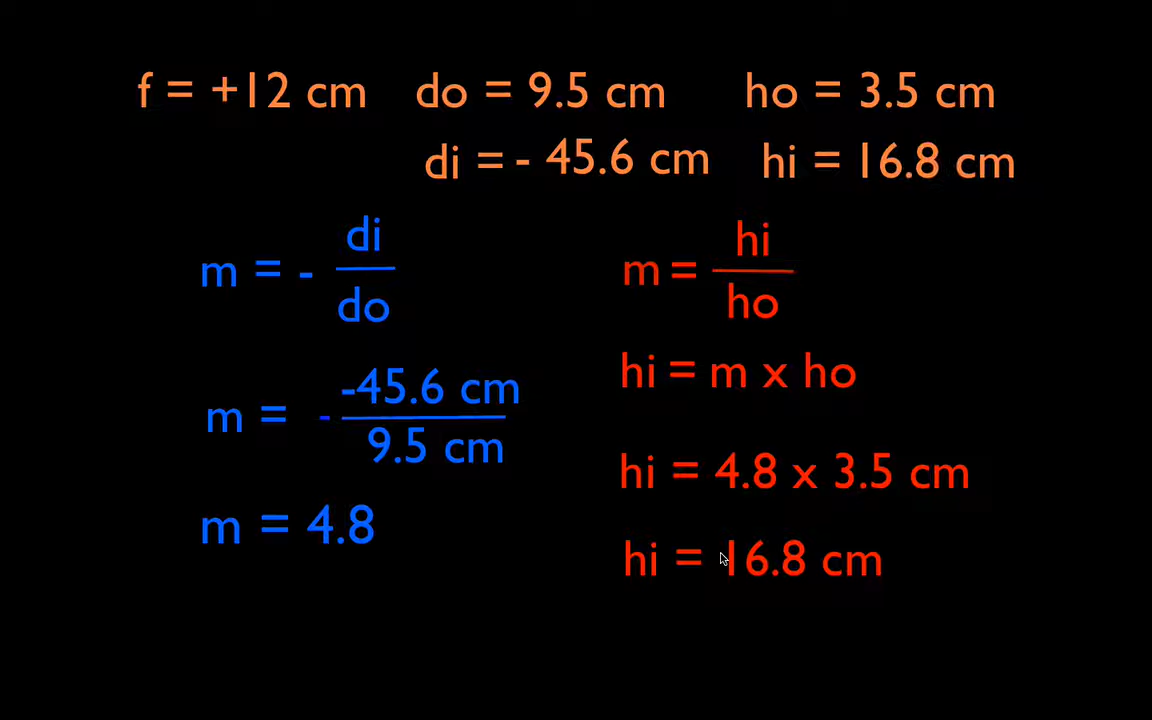 f = +12 cm do = 9.5 cm ho = 3.5 cm
di = - 45.6 cm hi = 16.8 cm
m = - di
do
m = - -45.6 cm
9.5 cm
m = 4.8
m = hi
ho
hi = m x ho
hi = 4.8 x 3.5 cm
hi = 16.8 cm